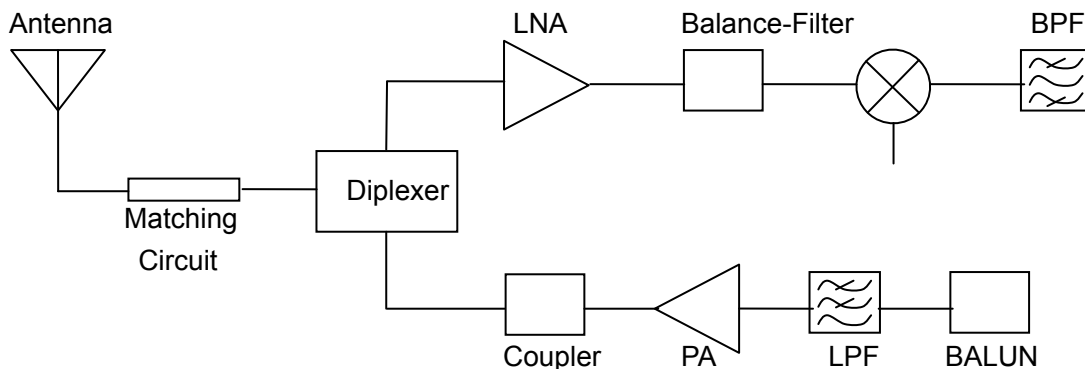 Antenna
LNA
Balance-Filter
BPF
Diplexer
Matching
Circuit
Coupler
PA
LPF
BALUN